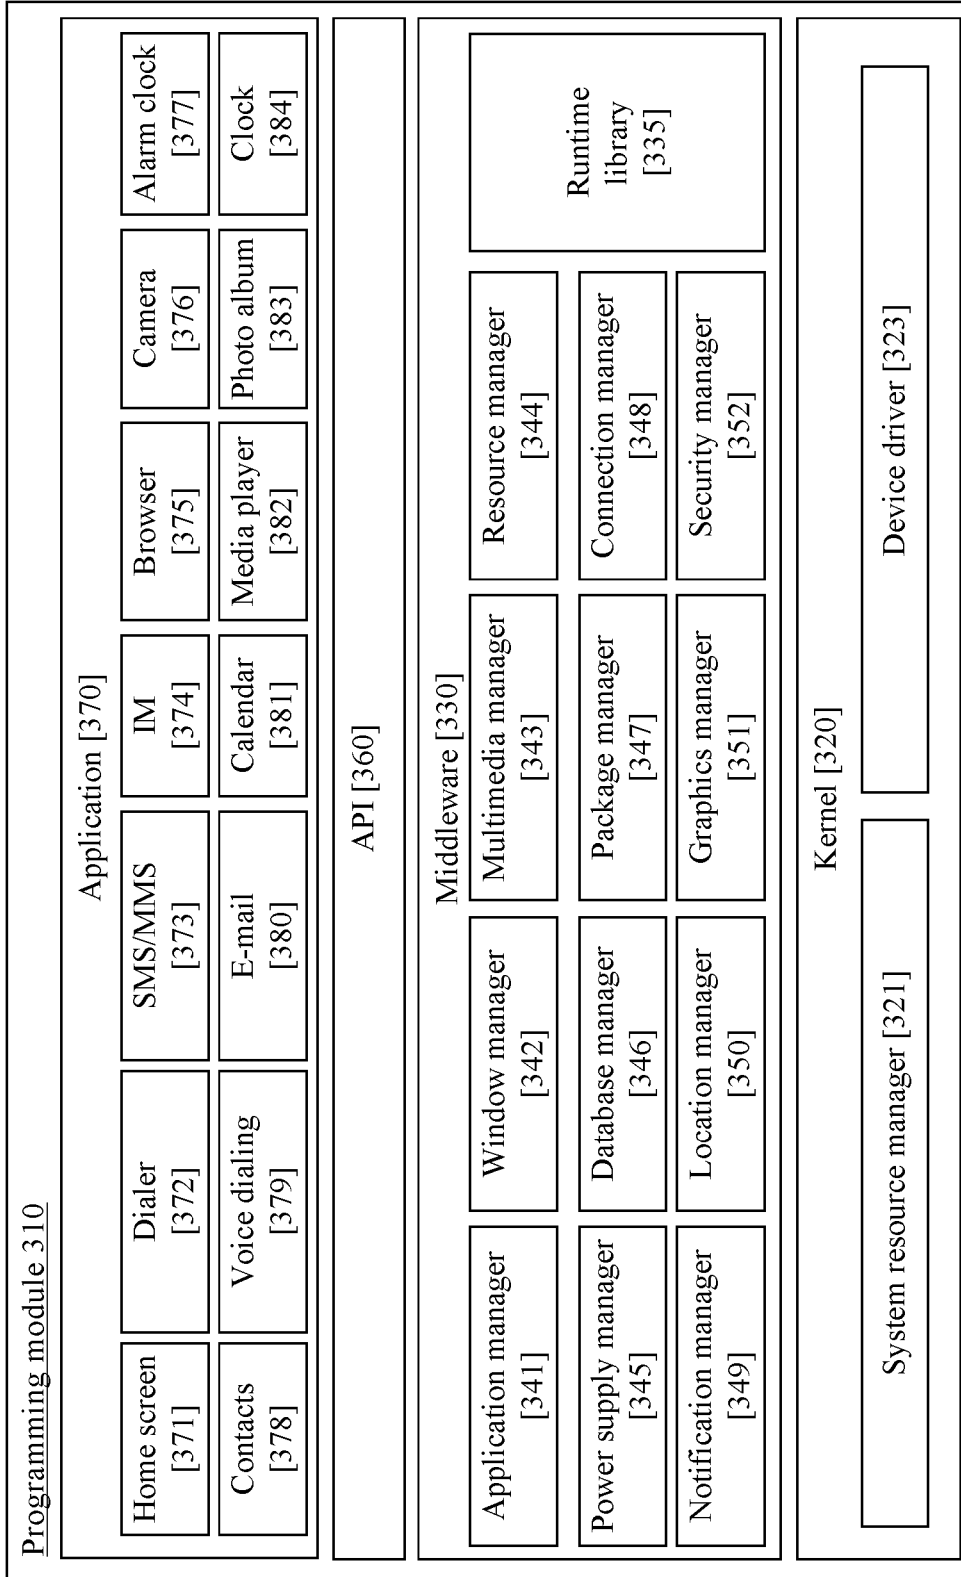 Programming module 310
Application [370]
Home screen
[371]
Dialer
[372]
SMS/MMS
[373]
IM
[374]
Browser
[375]
Camera
[376]
Alarm clock
[377]
Contacts
[378]
Voice dialing
[379]
E-mail
[380]
Calendar
[381]
Media player
[382]
Photo album
[383]
Clock
[384]
API [360]
Middleware [330]
Application manager
[341]
Window manager
[342]
Multimedia manager
[343]
Resource manager
[344]
Runtime
library
[335]
Power supply manager
[345]
Database manager
[346]
Package manager
[347]
Connection manager
[348]
Notification manager
[349]
Location manager
[350]
Graphics manager
[351]
Security manager
[352]
Kernel [320]
System resource manager [321]
Device driver [323]